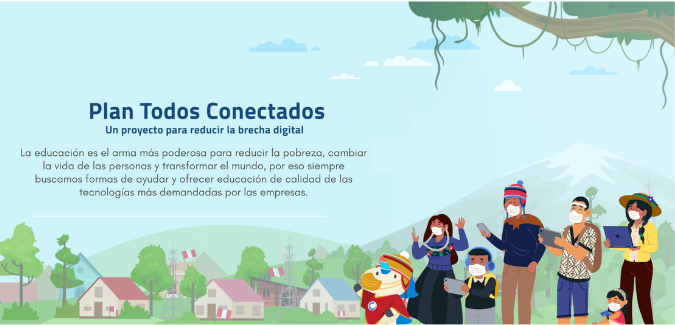 Plan Todos Conectados
Un proyecto para reducir la brecha digital
La educación es el arma más poderosa para reducir la pobreza, cambiar
la vida de las personas y transformar el mundo, por eso siempre
buscamos formas de ayudar y ofrecer educación de calidad de las
tecnologías más demandadas por las empresas.